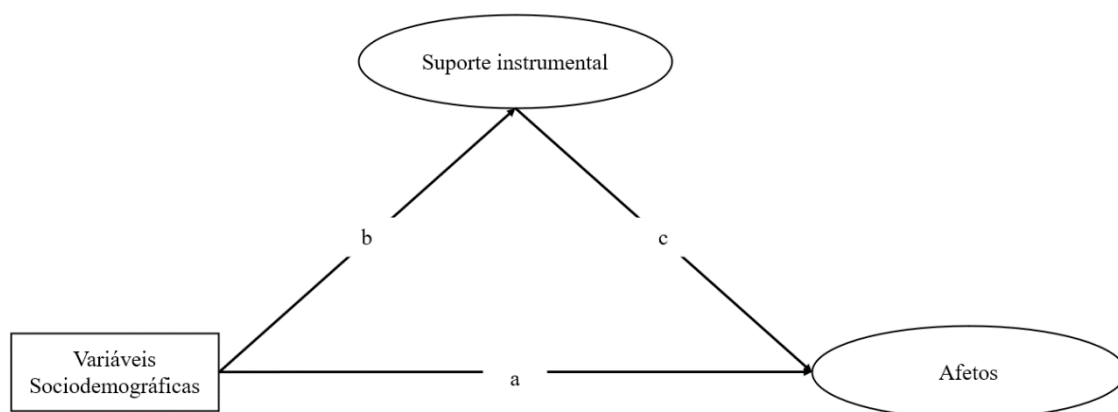 Suporte instrumental
b
c
Variáveis
Sociodemográficas
a
Afetos